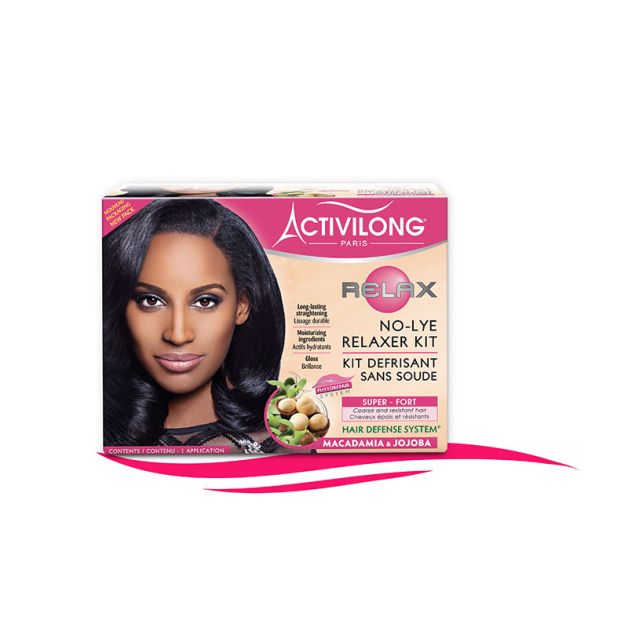 NOUVEAU
PACKAGING
NEW PACK
ACTIVILONG®
PARIS
RELAX
NO-LYE
RELAXER KIT
KIT DEFRISANT
SANS SOUDE
Long-lasting
straightening
Lissage durable
Moisturizing
ingredients
Actifs hydratants
Gloss
Brillance
PHYTOREPAIR
SYSTEM
SUPER - FORT
Coarse and resistant hair
Cheveux épais et résistants
HAIR DEFENSE SYSTEM®
MACADAMIA & JOJOBA
CONTENTS / CONTENU : 1 APPLICATION